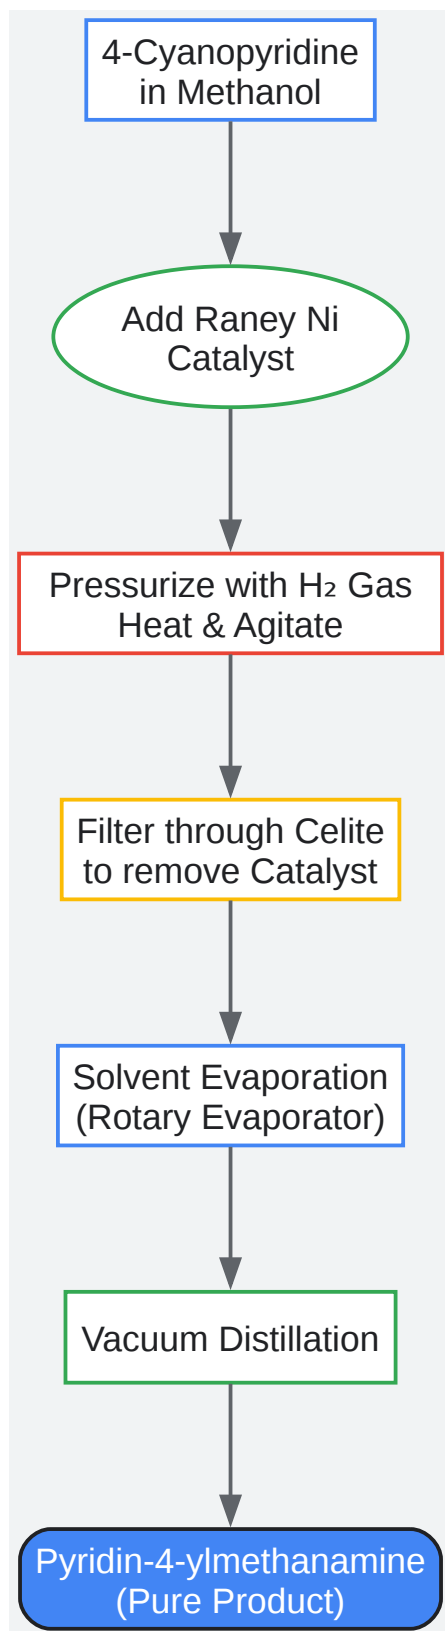 4-Cyanopyridine
in Methanol
Add Raney Ni
Catalyst
Pressurize with H₂ Gas
Heat & Agitate
Filter through Celite
to remove Catalyst
Solvent Evaporation
(Rotary Evaporator)
Vacuum Distillation
Pyridin-4-ylmethanamine
(Pure Product)